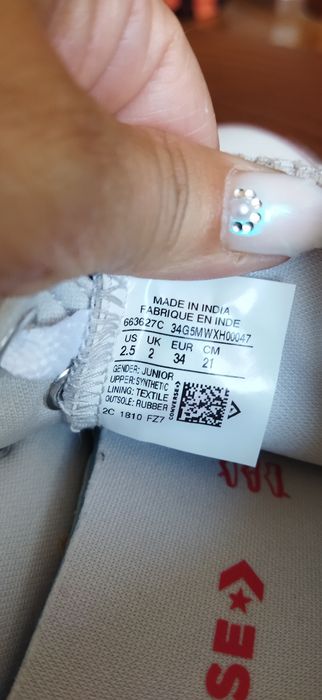 MADE IN INDIA
FABRIQUE EN INDE
663627C 34G5MWXH00047
US UK EUR CM
2.5 2 34 21
GENDER: JUNIOR
UPPER: SYNTHETIC
LINING: TEXTILE
OUTSOLE: RUBBER
2C 1810 FZ7
CONVERSE
SE